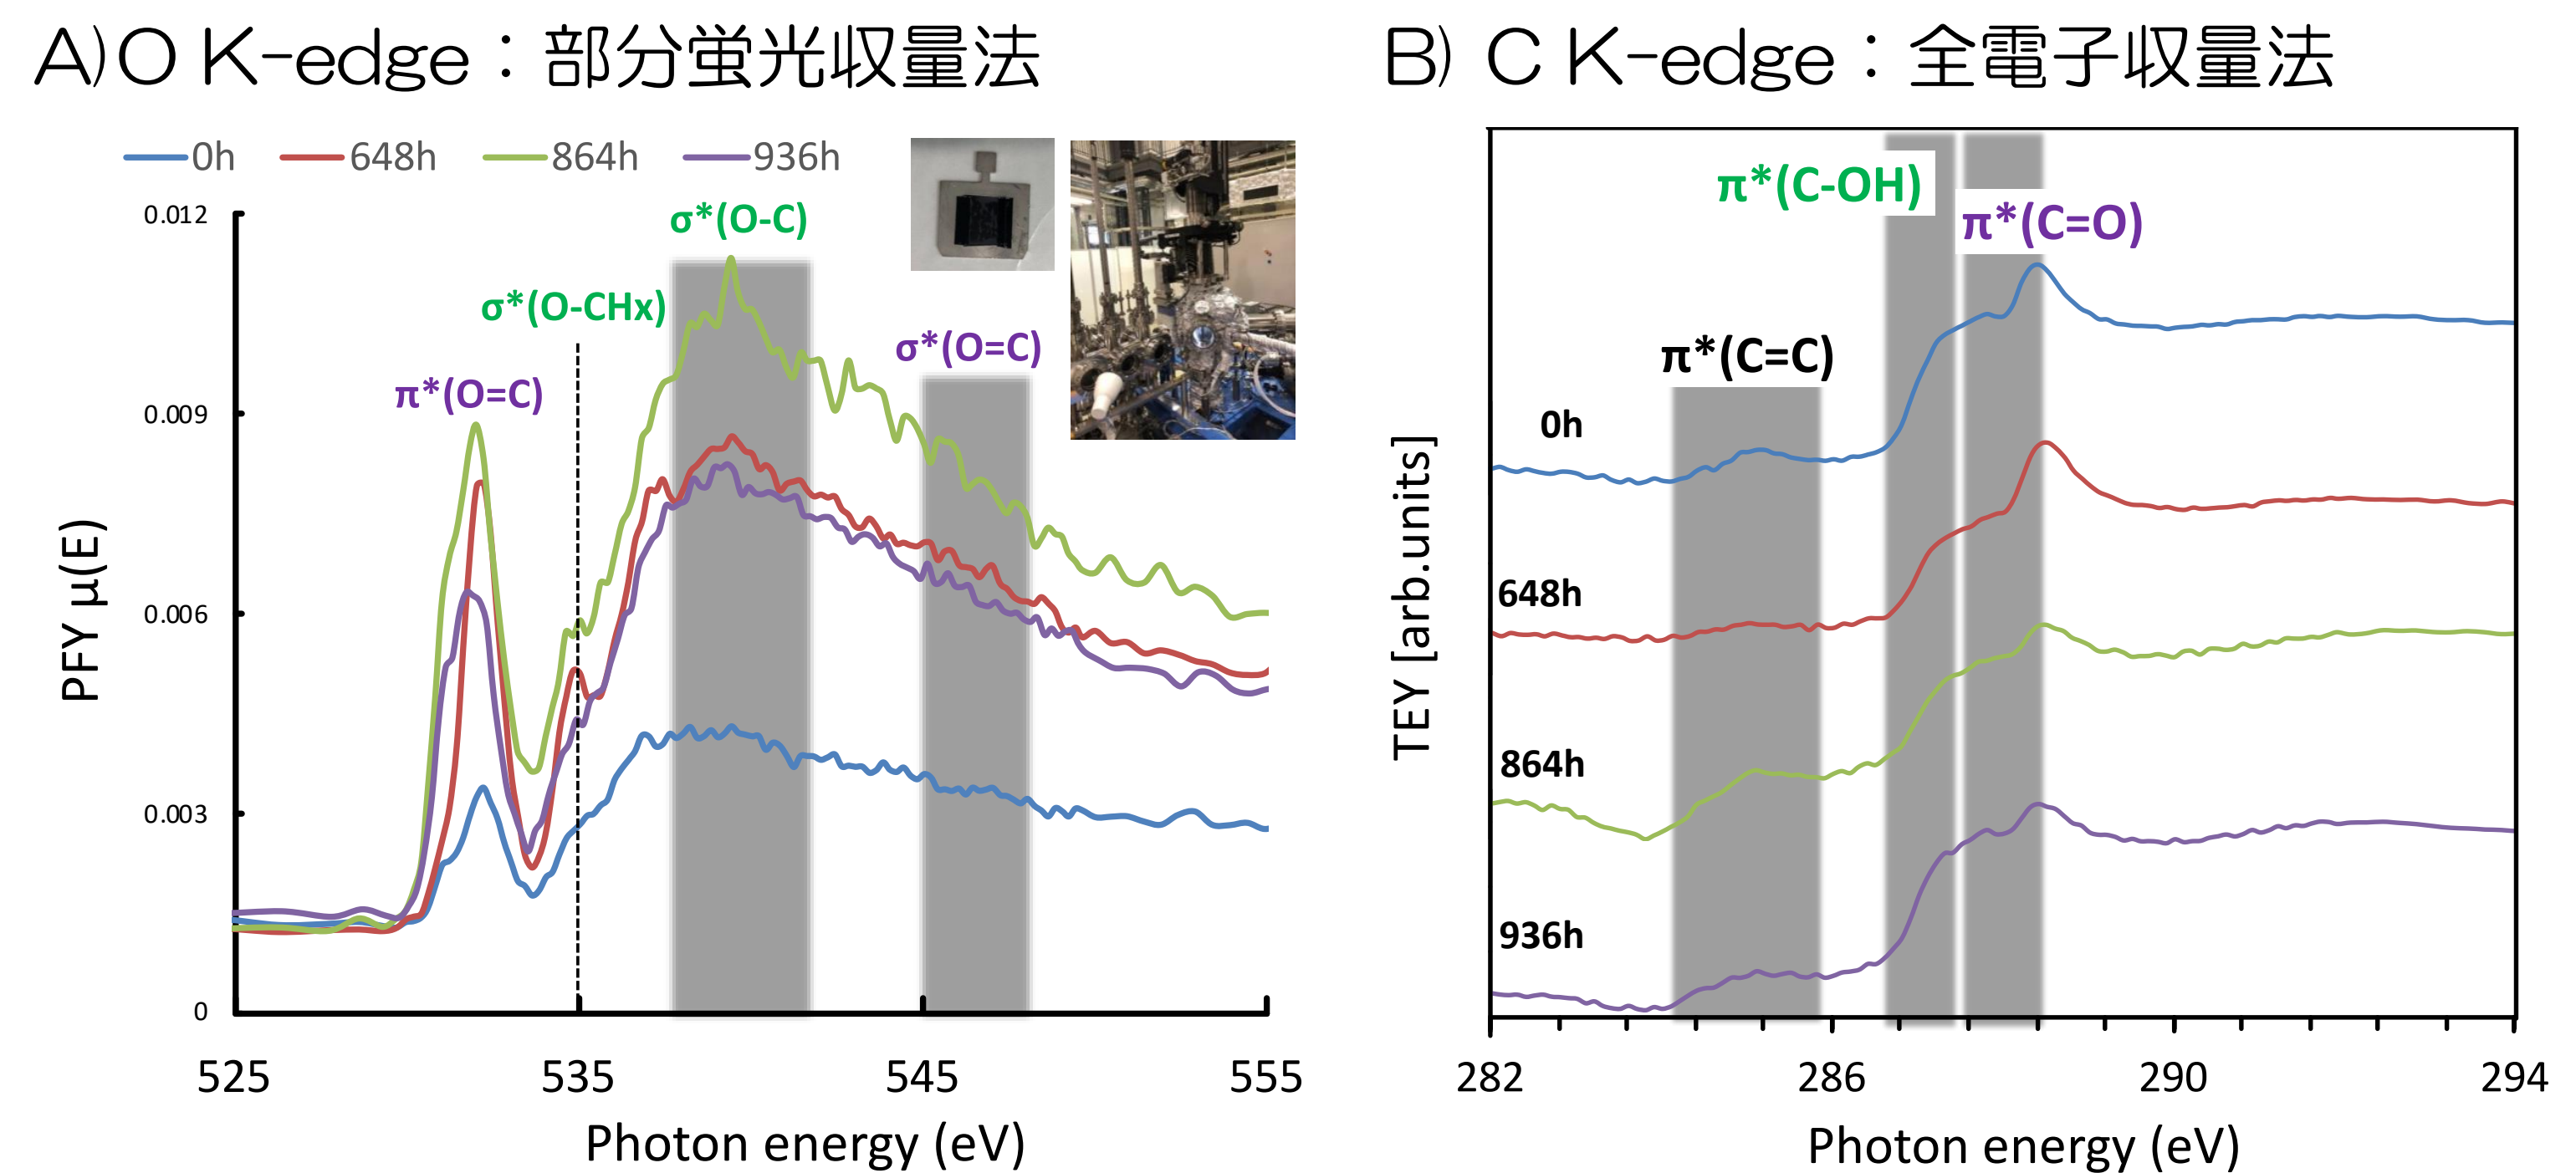 A) O K-edge：部分蛍光収量法
0h 648h 864h 936h
σ*(O-C)
σ*(O-CHx)
σ*(O=C)
π*(O=C)
0.012
0.009
0.006
0.003
0
PFY μ(E)
525 535 545 555
Photon energy (eV)
B) C K-edge：全電子収量法
π*(C-OH)
π*(C=O)
π*(C=C)
0h
648h
864h
936h
TEY [arb.units]
282 286 290 294
Photon energy (eV)